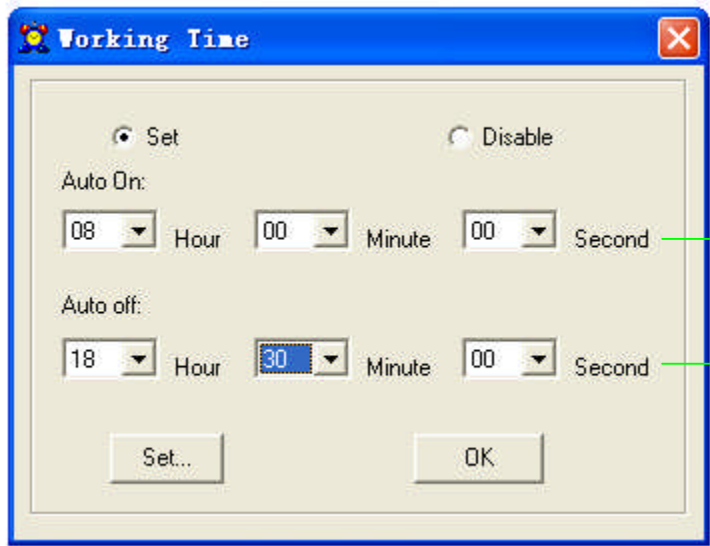 Working Time
Set Disable
Auto On:
08 Hour 00 Minute 00 Second
Auto off:
18 Hour 30 Minute 00 Second
Set... OK